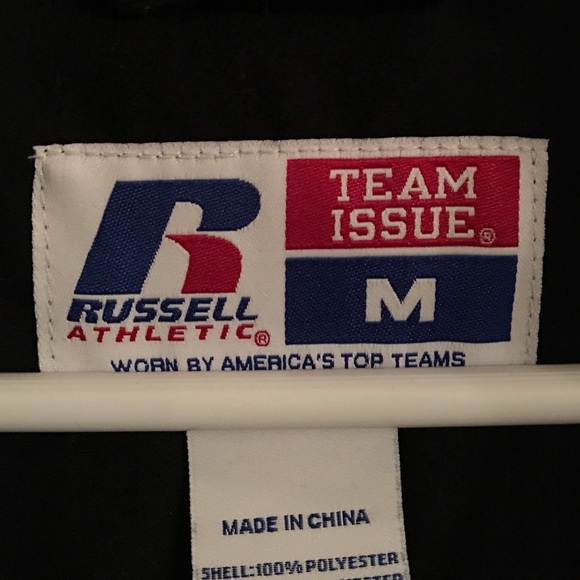 TEAM
ISSUE®
M
RUSSELL
ATHLETIC®
WORN BY AMERICA'S TOP TEAMS
MADE IN CHINA
SHELL:100% POLYESTER